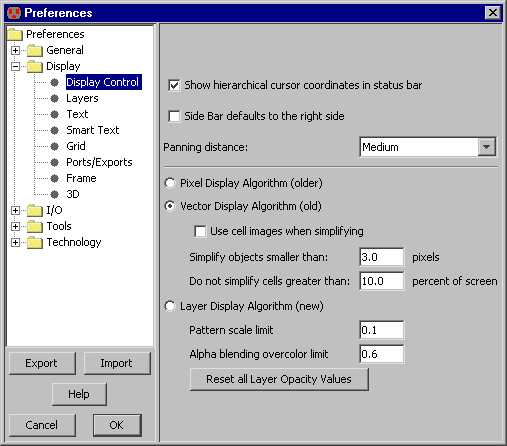 Preferences
Preferences
General
Display
Display Control
Layers
Text
Smart Text
Grid
Ports/Exports
Frame
3D
I/O
Tools
Technology
Export Import
Help
Cancel OK
Show hierarchical cursor coordinates in status bar
Side Bar defaults to the right side
Panning distance: Medium
Pixel Display Algorithm (older)
Vector Display Algorithm (old)
Use cell images when simplifying
Simplify objects smaller than: 3.0 pixels
Do not simplify cells greater than: 10.0 percent of screen
Layer Display Algorithm (new)
Pattern scale limit 0.1
Alpha blending overcolor limit 0.6
Reset all Layer Opacity Values